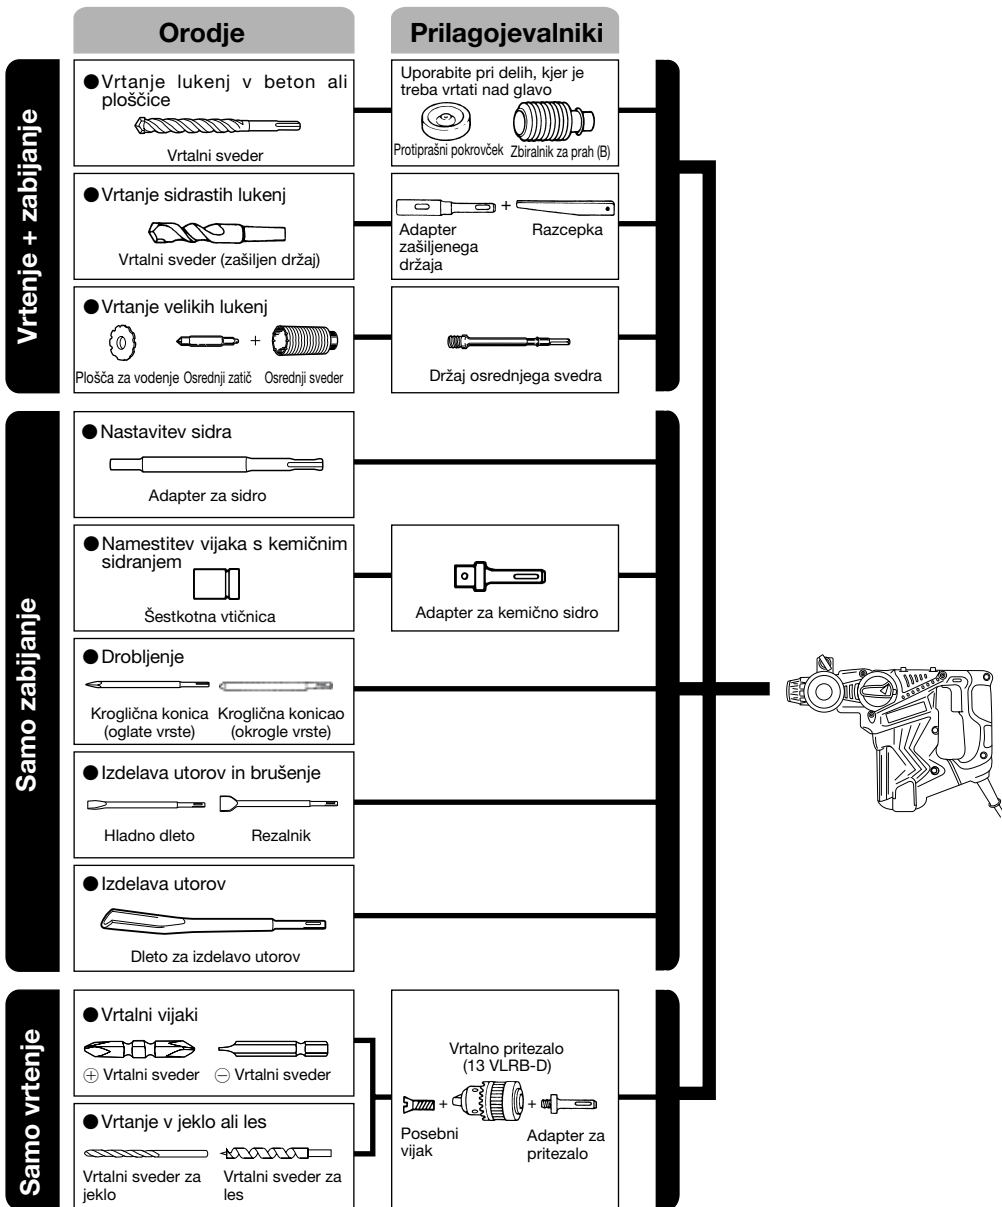 Orodje
Prilagojevalniki
Vrtenje + zabijanje
● Vrtanje lukenj v beton ali
ploščice
Vrtalni sveder
Uporabite pri delih, kjer je
treba vrtati nad glavo
Protiprašni pokrovček Zbiralnik za prah (B)
● Vrtanje sidrastih lukenj
Vrtalni sveder (zašiljen držaj)
+
Adapter
zašiljenega
držaja
Razcepka
● Vrtanje velikih lukenj
+
Plošča za vodenje Osrednji zatič Osrednji sveder
Držaj osrednjega svedra
Samo zabijanje
● Nastavitev sidra
Adapter za sidro
● Namestitev vijaka s kemičnim
sidranjem
Šestkotna vtičnica
Adapter za kemično sidro
● Drobljenje
Kroglična konica
(oglate vrste)
Kroglična konicao
(okrogle vrste)
● Izdelava utorov in brušenje
Hladno dleto
Rezalnik
● Izdelava utorov
Dleto za izdelavo utorov
Samo vrtenje
● Vrtalni vijaki
⊕ Vrtalni sveder
⊖ Vrtalni sveder
● Vrtanje v jeklo ali les
Vrtalni sveder za
jeklo
Vrtalni sveder za
les
Vrtalno pritezalo
(13 VLRB-D)
+ +
Posebni
vijak
Adapter za
pritezalo